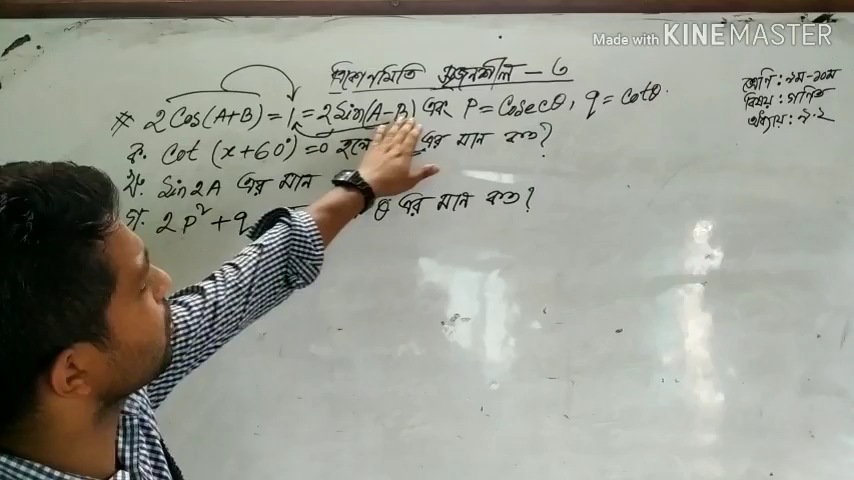 Made with KINEMASTER
ত্রিকোণমিতি সৃজনশীল - ৩
শ্রেণি : ৯ম-১০ম
বিষয় : গণিত
অধ্যায় : ৯.২
* 2Cos(A+B) = 1, = 2Sin(A-B) এবং P = Cosecθ, q = cotθ.
ক. Cot (x+60°) = 0 হলে এর মান কত?
খ. Sin2A এর মান
গ. 2P² + q θ এর মান কত?